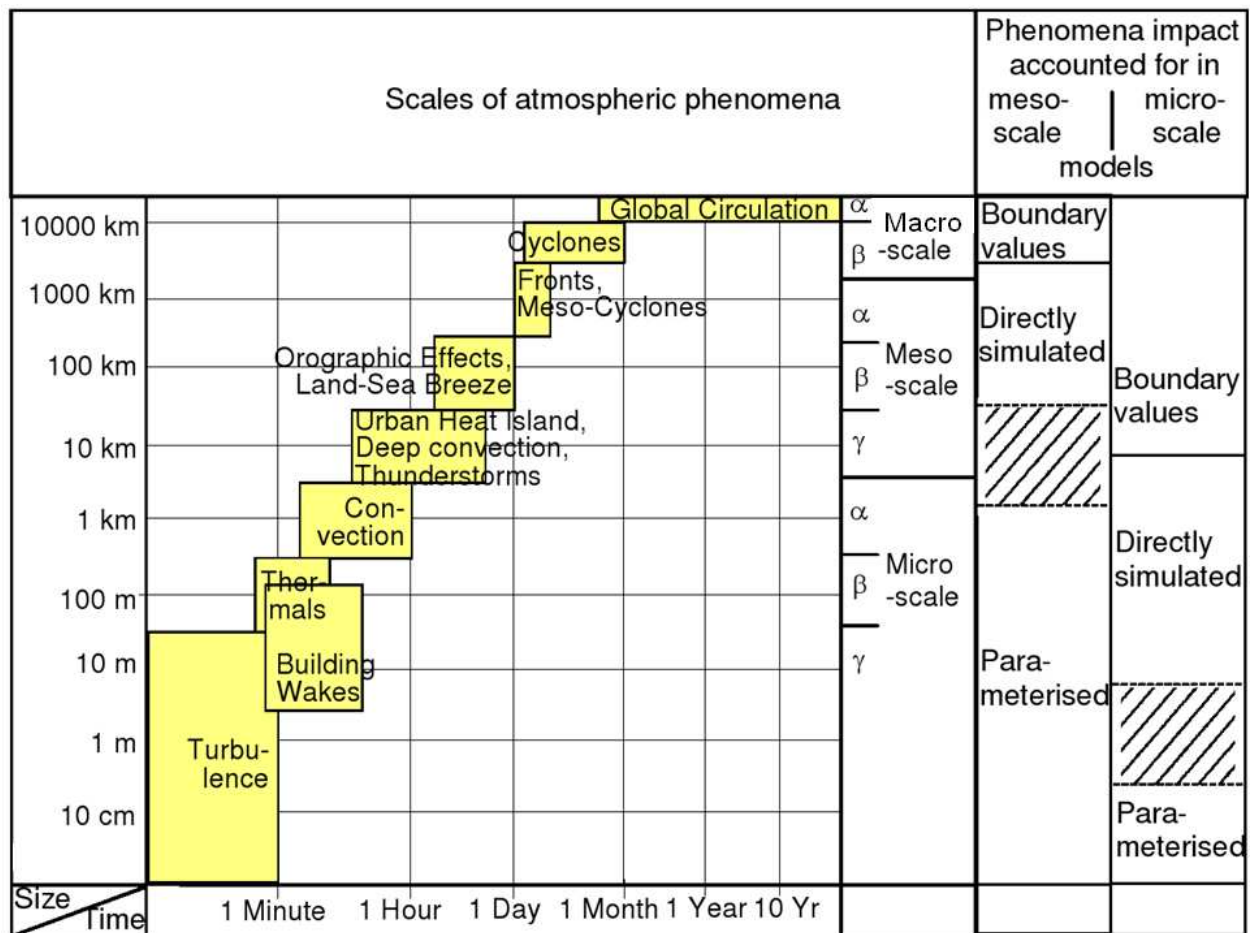 Scales of atmospheric phenomena
Phenomena impact
accounted for in
meso-
scale
micro-
scale
models
10000 km
1000 km
100 km
10 km
1 km
100 m
10 m
1 m
10 cm
Global Circulation
Cyclones
Fronts,
Meso-Cyclones
Orographic Effects,
Land-Sea Breeze
Urban Heat Island,
Deep convection,
Thunderstorms
Con-
vection
Ther-
mals
Building
Wakes
Turbu-
lence
α
β
Macro
-scale
α
β
γ
Meso
-scale
α
β
γ
Micro
-scale
Boundary
values
Directly
simulated
Para-
meterised
Boundary
values
Directly
simulated
Para-
meterised
Size
Time
1 Minute
1 Hour
1 Day
1 Month
1 Year
10 Yr